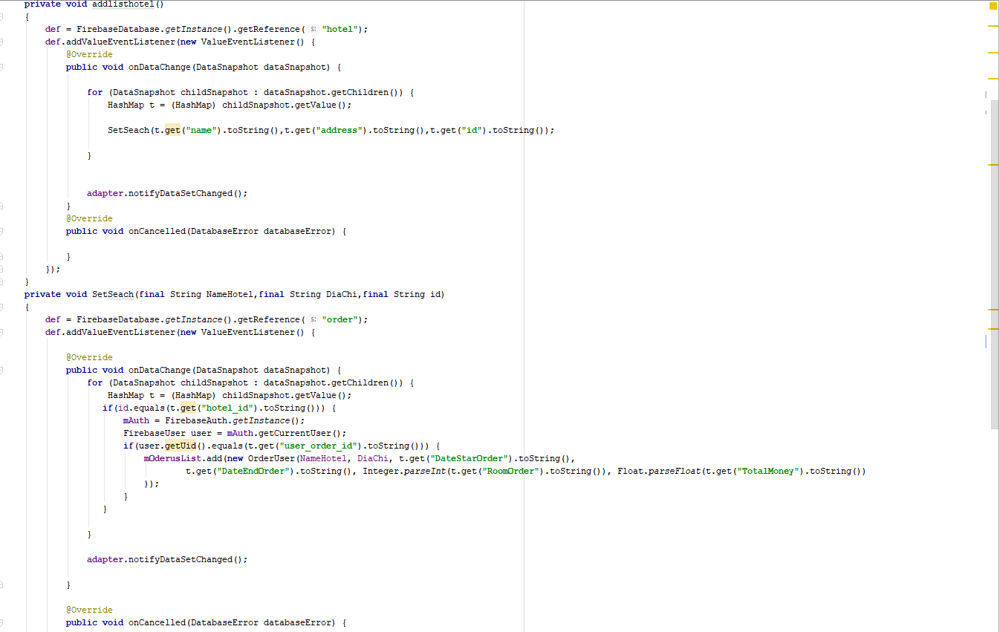 private void addlisthotel()
{
def = FirebaseDatabase.getInstance().getReference( s: "hotel");
def.addValueEventListener(new ValueEventListener() {
@Override
public void onDataChange(DataSnapshot dataSnapshot) {
for (DataSnapshot childSnapshot : dataSnapshot.getChildren()) {
HashMap t = (HashMap) childSnapshot.getValue();
SetSeach(t.get("name").toString(),t.get("address").toString(),t.get("id").toString());
}
adapter.notifyDataSetChanged();
}
@Override
public void onCancelled(DatabaseError databaseError) {
}
});
}
private void SetSeach(final String NameHotel,final String DiaChi,final String id)
{
def = FirebaseDatabase.getInstance().getReference( s: "order");
def.addValueEventListener(new ValueEventListener() {
@Override
public void onDataChange(DataSnapshot dataSnapshot) {
for (DataSnapshot childSnapshot : dataSnapshot.getChildren()) {
HashMap t = (HashMap) childSnapshot.getValue();
if(id.equals(t.get("hotel_id").toString())) {
mAuth = FirebaseAuth.getInstance();
FirebaseUser user = mAuth.getCurrentUser();
if(user.getUid().equals(t.get("user_order_id").toString())) {
mOderusList.add(new OrderUser(NameHotel, DiaChi, t.get("DateStarOrder").toString(),
t.get("DateEndOrder").toString(), Integer.parseInt(t.get("RoomOrder").toString()), Float.parseFloat(t.get("TotalMoney").toString())
));
}
}
}
adapter.notifyDataSetChanged();
}
@Override
public void onCancelled(DatabaseError databaseError) {